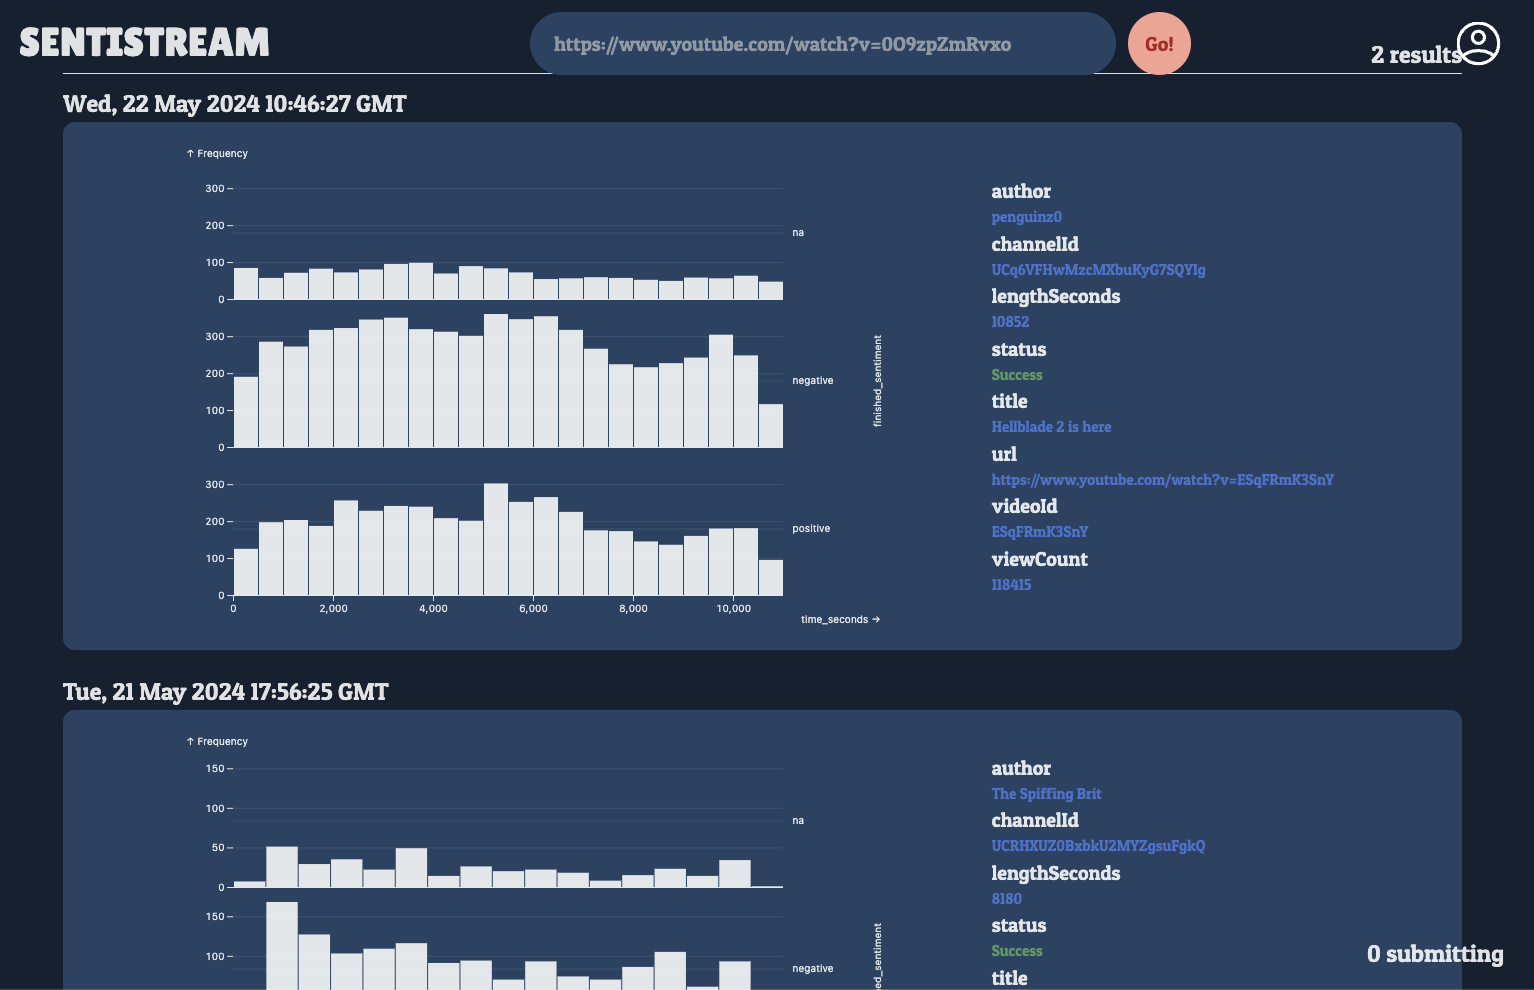 SENTISTREAM
https://www.youtube.com/watch?v=0O9zpZmRvxo
Go!
2 results
Wed, 22 May 2024 10:46:27 GMT
↑ Frequency
300
200
100
0
na
300
200
100
0
negative
300
200
100
0
positive
0 2,000 4,000 6,000 8,000 10,000
time_seconds →
finished_sentiment
author
penguinz0
channelId
UCq6VFHwMzcMXbuKyG7SQYIg
lengthSeconds
10852
status
Success
title
Hellblade 2 is here
url
https://www.youtube.com/watch?v=ESqFRmK3SnY
videoId
ESqFRmK3SnY
viewCount
118415
Tue, 21 May 2024 17:56:25 GMT
↑ Frequency
150
100
50
0
na
150
100
negative
ed_sentiment
author
The Spiffing Brit
channelId
UCRHXUZ0BxbkU2MYZgsuFgkQ
lengthSeconds
8180
status
Success
title
0 submitting